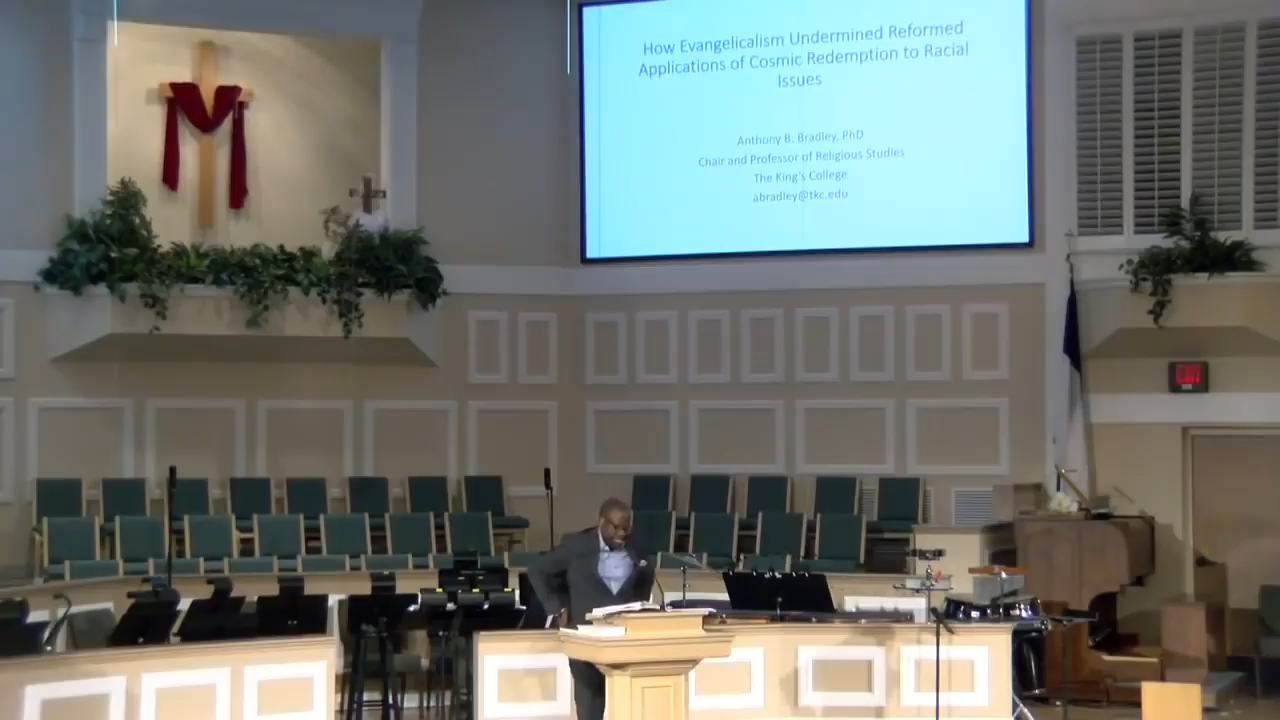 How Evangelicalism Undermined Reformed
Applications of Cosmic Redemption to Racial
Issues
Anthony B. Bradley, PhD
Chair and Professor of Religious Studies
The King's College
abradley@tkc.edu
EXIT